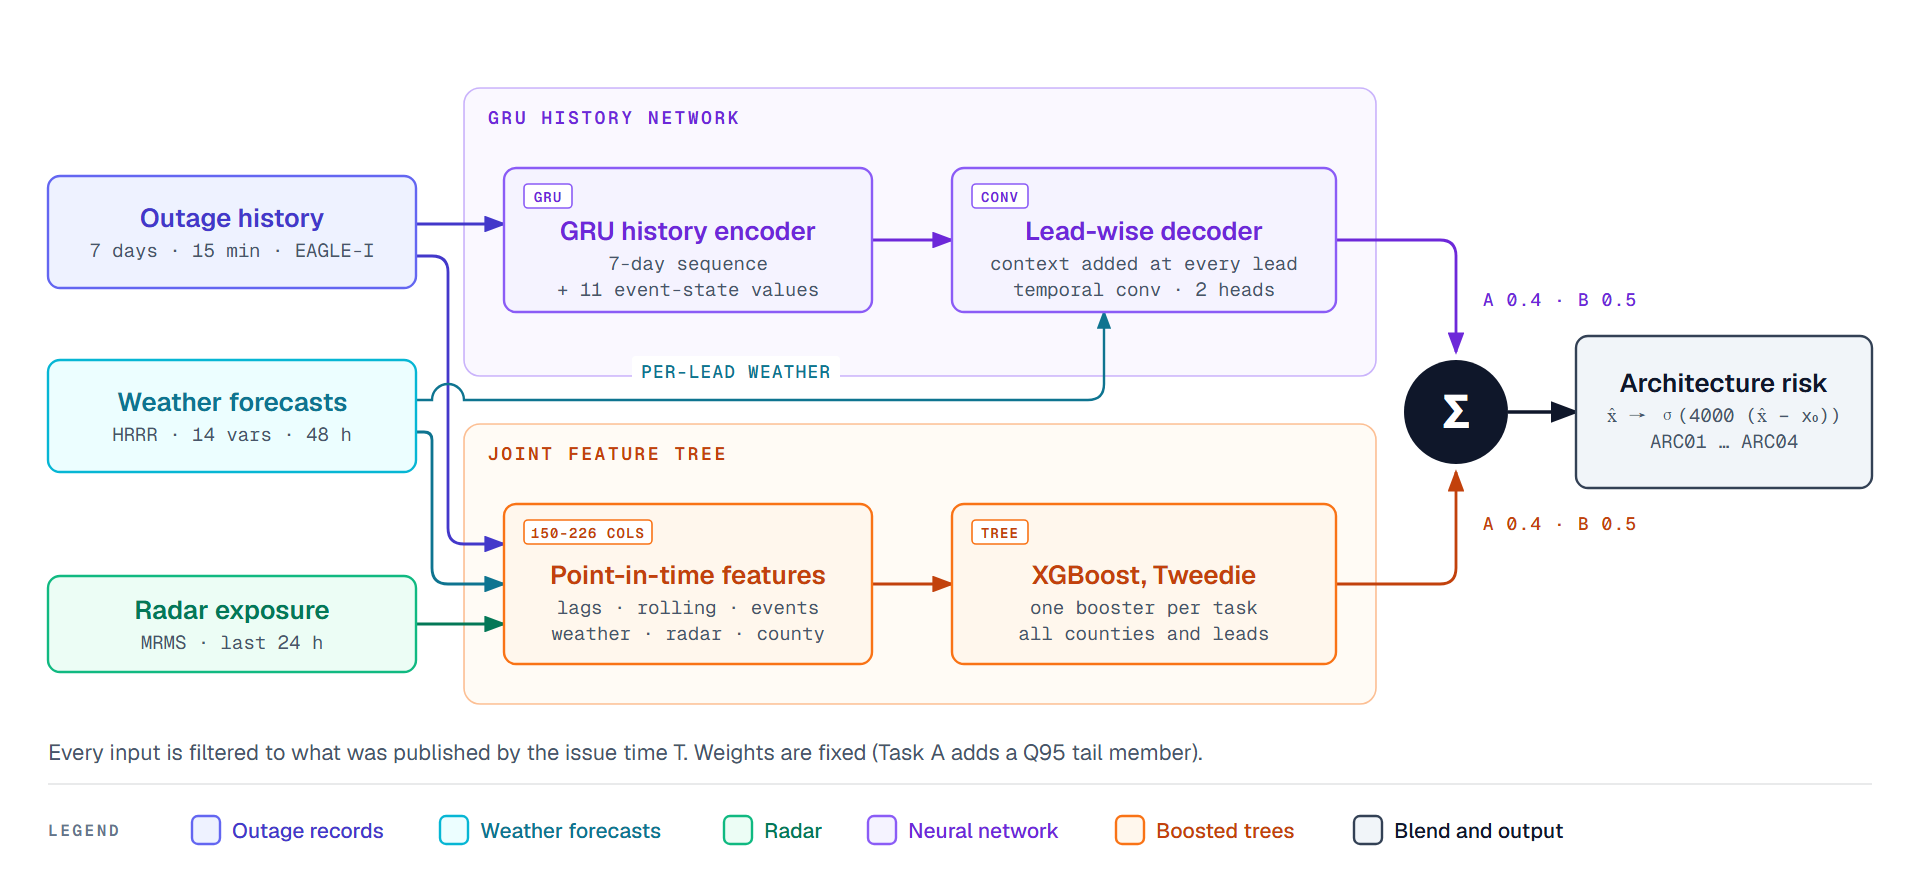 GRU HISTORY NETWORK
Outage history
7 days · 15 min · EAGLE-I
GRU
GRU history encoder
7-day sequence
+ 11 event-state values
CONV
Lead-wise decoder
context added at every lead
temporal conv · 2 heads
A 0.4 · B 0.5
PER-LEAD WEATHER
Weather forecasts
HRRR · 14 vars · 48 h
Σ
Architecture risk
x̂ → σ(4000 (x̂ − x₀))
ARC01 … ARC04
JOINT FEATURE TREE
Radar exposure
MRMS · last 24 h
150-226 COLS
Point-in-time features
lags · rolling · events
weather · radar · county
TREE
XGBoost, Tweedie
one booster per task
all counties and leads
A 0.4 · B 0.5
Every input is filtered to what was published by the issue time T. Weights are fixed (Task A adds a Q95 tail member).
LEGEND
Outage records
Weather forecasts
Radar
Neural network
Boosted trees
Blend and output